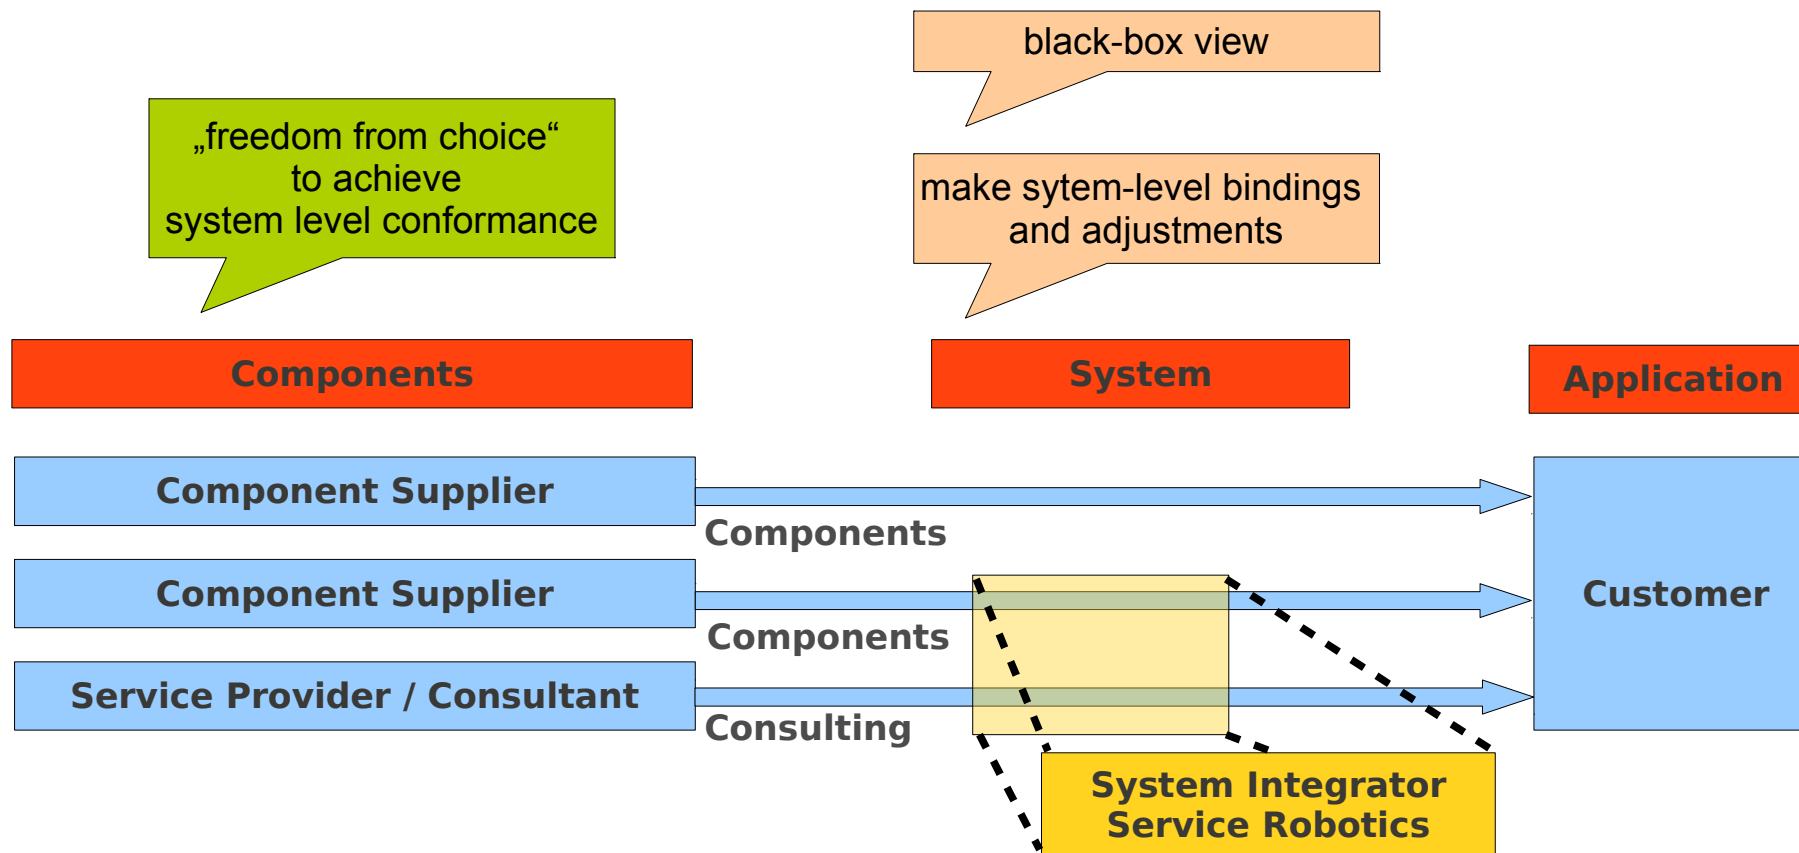 black-box view
„freedom from choice“
to achieve
system level conformance
make sytem-level bindings
and adjustments
Components
System
Application
Component Supplier
Components
Component Supplier
Components
Customer
Service Provider / Consultant
Consulting
System Integrator
Service Robotics